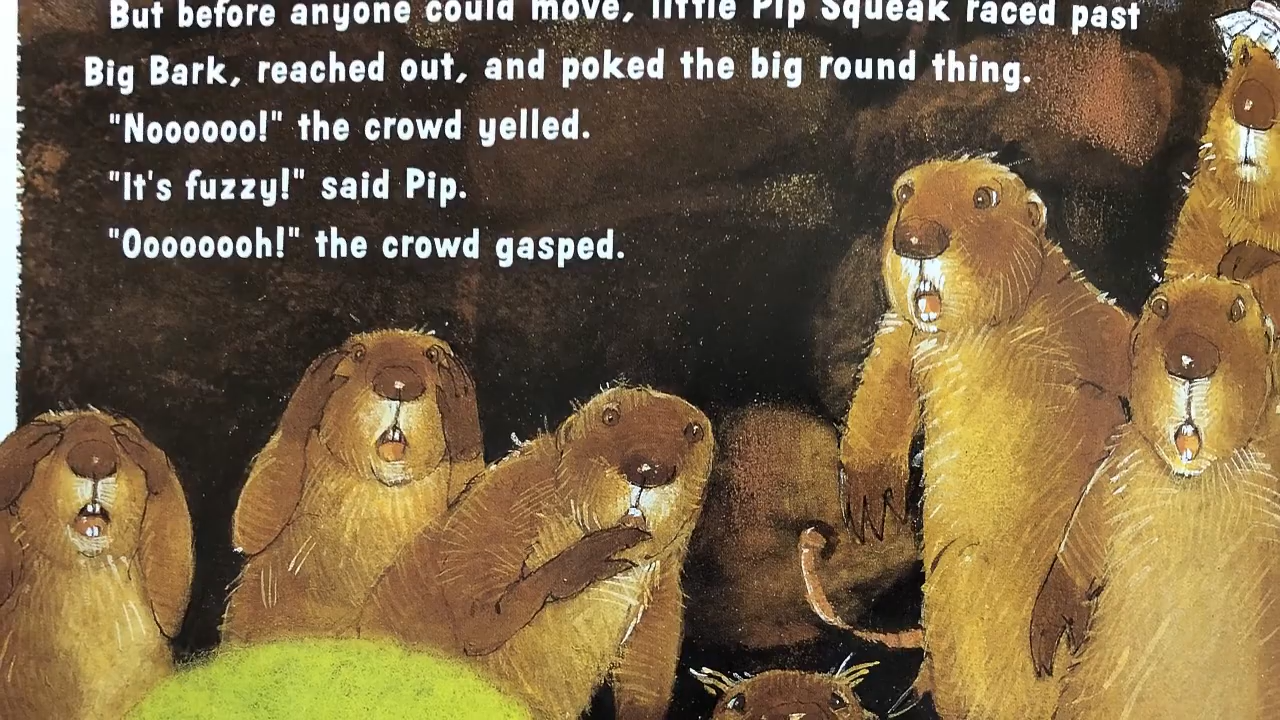 But before anyone could move, little Pip Squeak raced past
Big Bark, reached out, and poked the big round thing.
"Noooooo!" the crowd yelled.
"It's fuzzy!" said Pip.
"Oooooooh!" the crowd gasped.